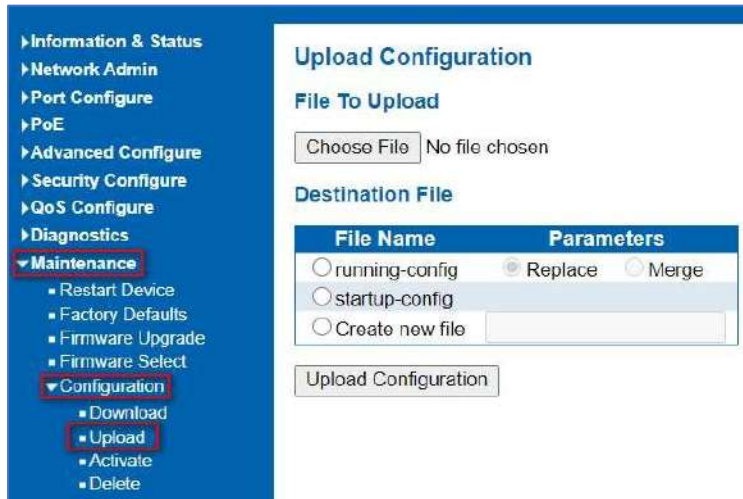 Information & Status
Network Admin
Port Configure
PoE
Advanced Configure
Security Configure
QoS Configure
Diagnostics
Maintenance
Restart Device
Factory Defaults
Firmware Upgrade
Firmware Select
Configuration
Download
Upload
Activate
Delete
Upload Configuration
File To Upload
Choose File No file chosen
Destination File
File Name Parameters
running-config Replace Merge
startup-config
Create new file
Upload Configuration